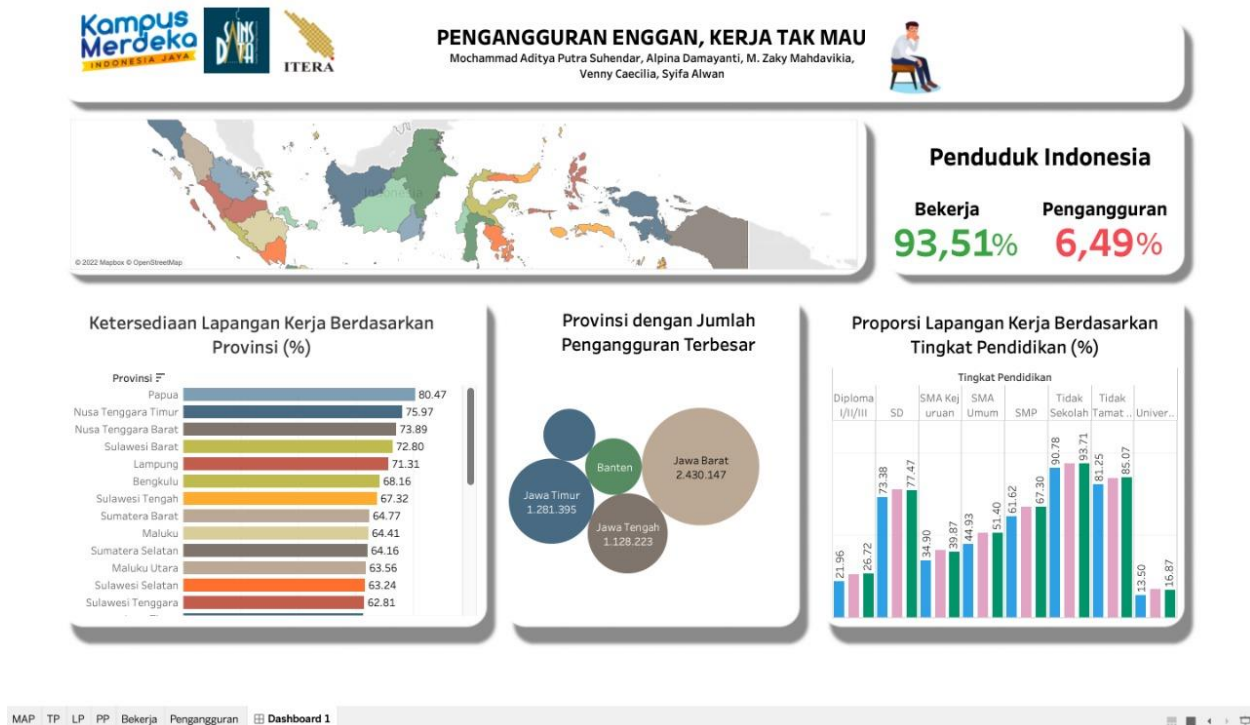 Kampus
Merdeka
INDONESIA JAYA
SAINS
DATA
ITERA
PENGANGGURAN ENGGAN, KERJA TAK MAU
Mochammad Aditya Putra Suhendar, Alpina Damayanti, M. Zaky Mahdavikia,
Venny Caecilia, Syifa Alwan
Indonesia
© 2022 Mapbox © OpenStreetMap
Penduduk Indonesia
Bekerja
93,51%
Pengangguran
6,49%
Ketersediaan Lapangan Kerja Berdasarkan
Provinsi (%)
Provinsi
Papua 80.47
Nusa Tenggara Timur 75.97
Nusa Tenggara Barat 73.89
Sulawesi Barat 72.80
Lampung 71.31
Bengkulu 68.16
Sulawesi Tengah 67.32
Sumatera Barat 64.77
Maluku 64.41
Sumatera Selatan 64.16
Maluku Utara 63.56
Sulawesi Selatan 63.24
Sulawesi Tenggara 62.81
Provinsi dengan Jumlah
Pengangguran Terbesar
Banten
Jawa Barat
2.430.147
Jawa Timur
1.281.395
Jawa Tengah
1.128.223
Proporsi Lapangan Kerja Berdasarkan
Tingkat Pendidikan (%)
Tingkat Pendidikan
Diploma
I/II/III
SD
SMA Kej
uruan
SMA
Umum
SMP
Tidak
Sekolah
Tidak
Tamat ..
Univer..
21.96
26.72
73.38
77.47
34.90
39.87
44.93
51.40
61.62
67.30
90.78
93.71
81.25
85.07
13.50
16.87
MAP TP LP PP Bekerja Pengangguran Dashboard 1